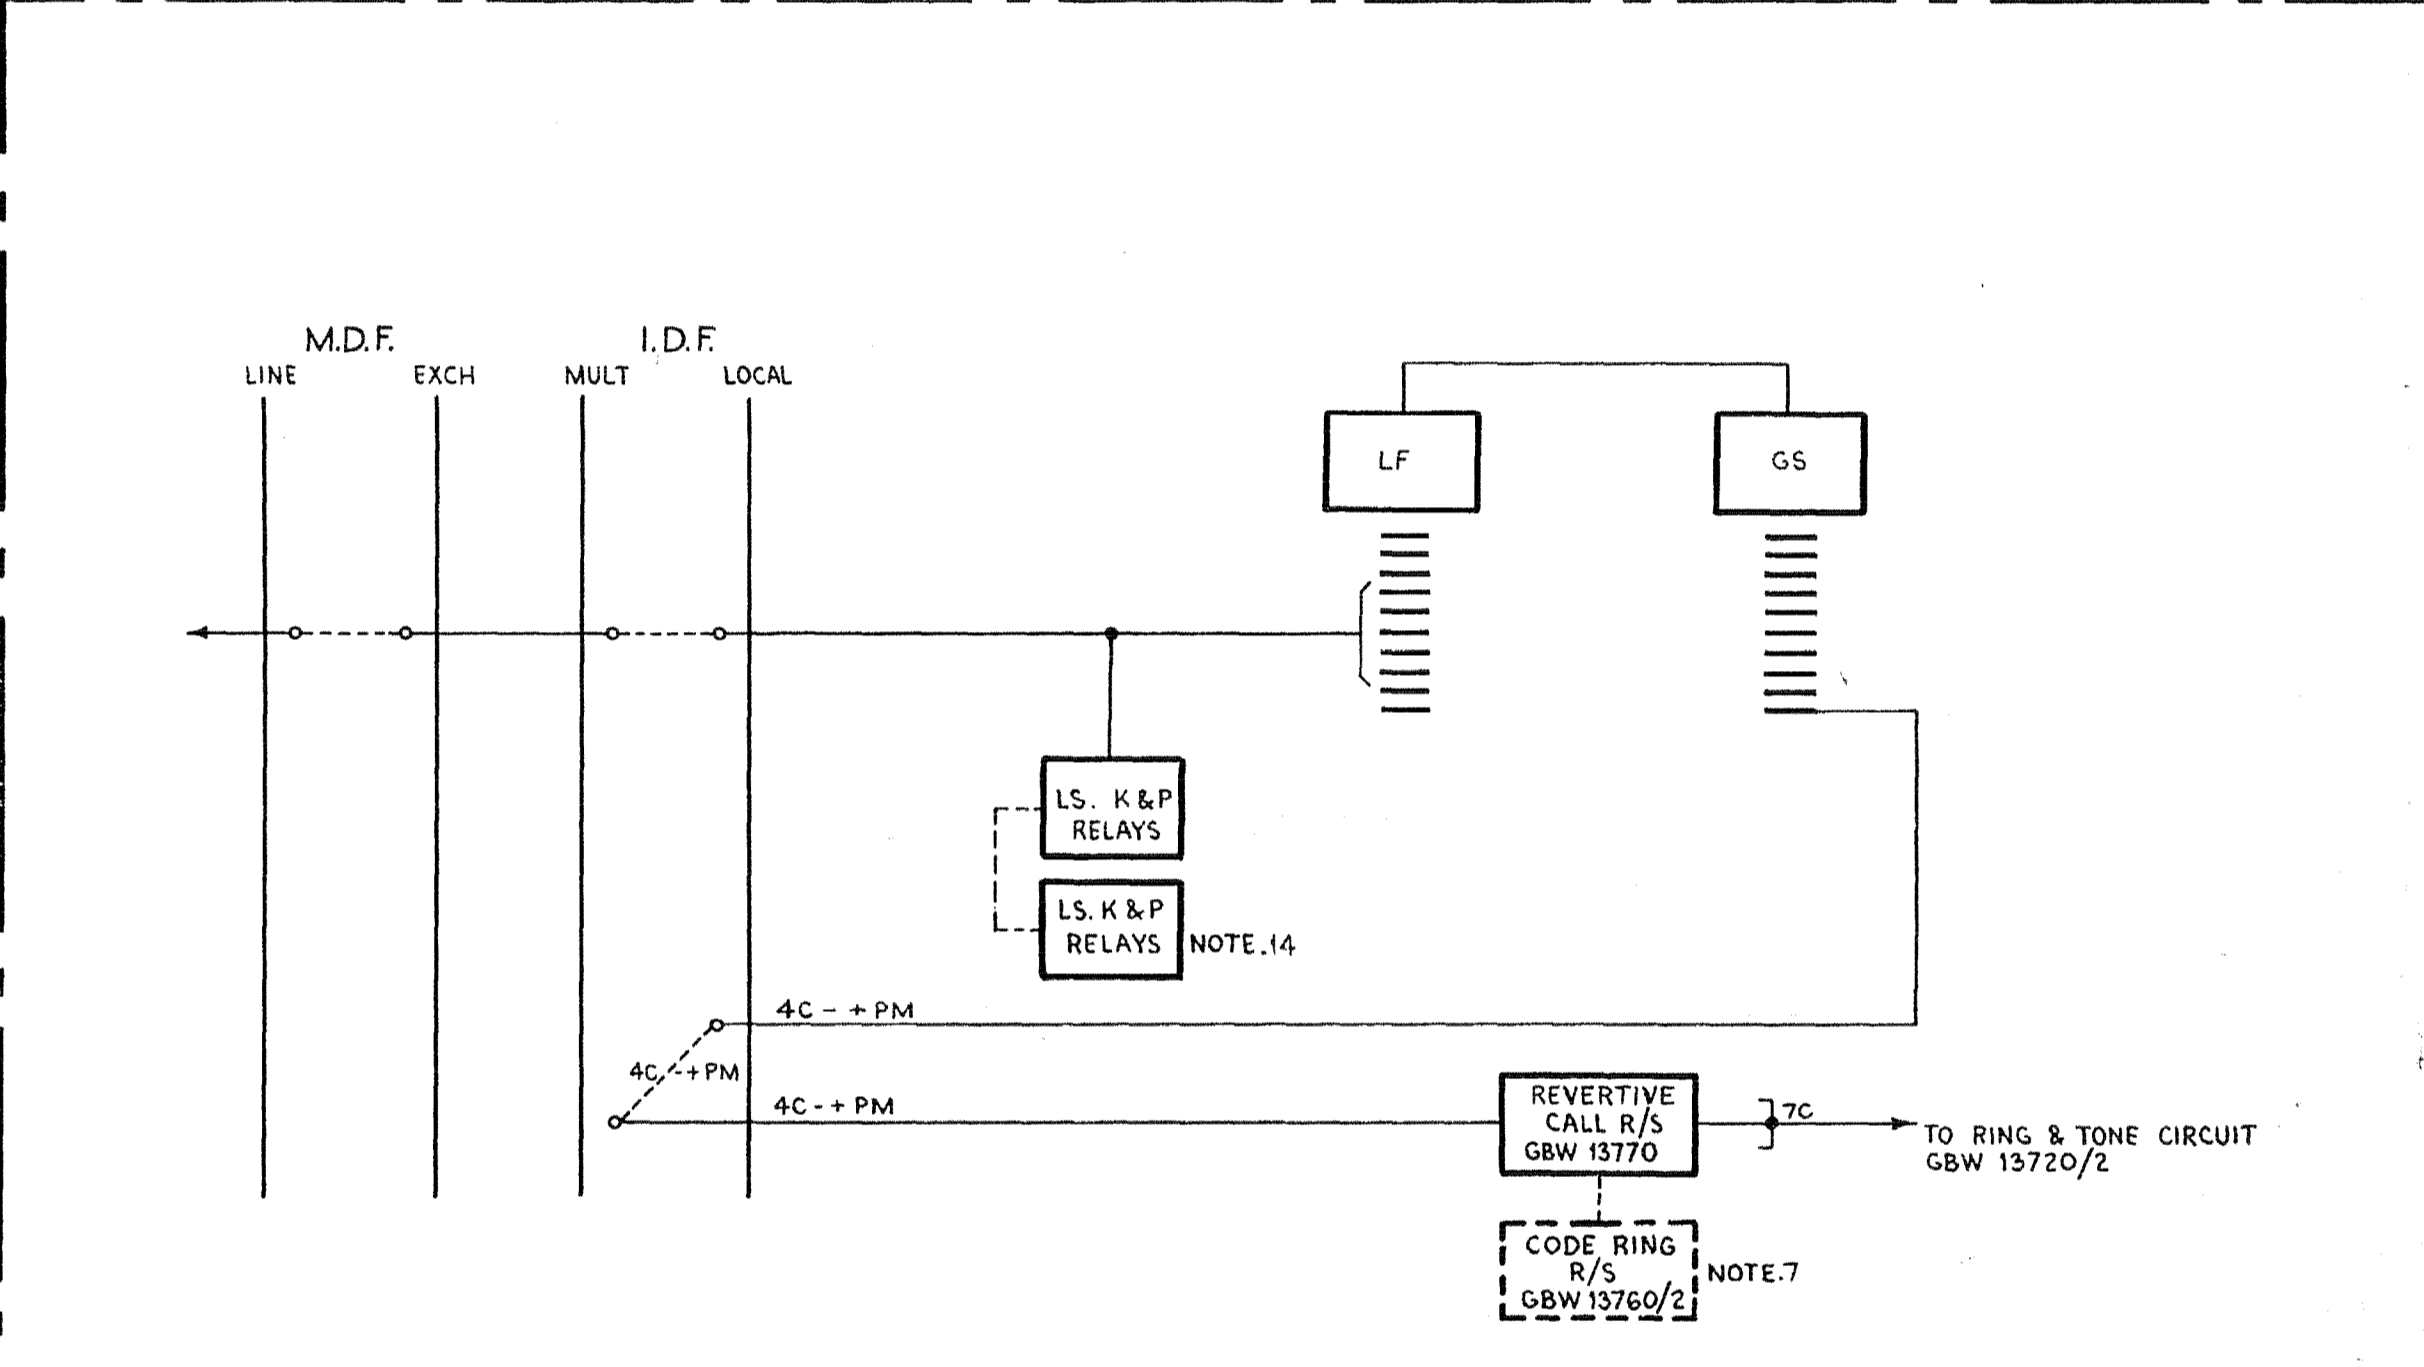 M.D.F.
I.D.F.
LINE
EXCH
MULT
LOCAL
LF
GS
LS. K & P
RELAYS
LS. K & P
RELAYS
NOTE.14
4C - + PM
4C - + PM
4C - + PM
REVERTIVE
CALL R/S
GBW 13770
7C
TO RING & TONE CIRCUIT
GBW 13720/2
CODE RING
R/S
GBW 13760/2
NOTE.7